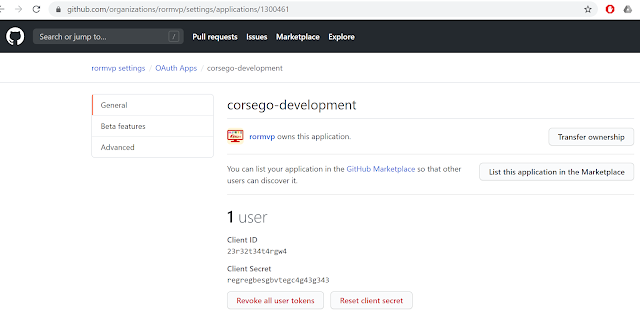 github.com/organizations/rormvp/settings/applications/1300461
Search or jump to... /
Pull requests Issues Marketplace Explore
rormvp settings / OAuth Apps / corsego-development
General
Beta features
Advanced
corsego-development
rormvp owns this application.
Transfer ownership
You can list your application in the GitHub Marketplace so that other
users can discover it.
List this application in the Marketplace
1 user
Client ID
23r32t34t4rgw4
Client Secret
regregbesgbvtegc4g43g343
Revoke all user tokens
Reset client secret